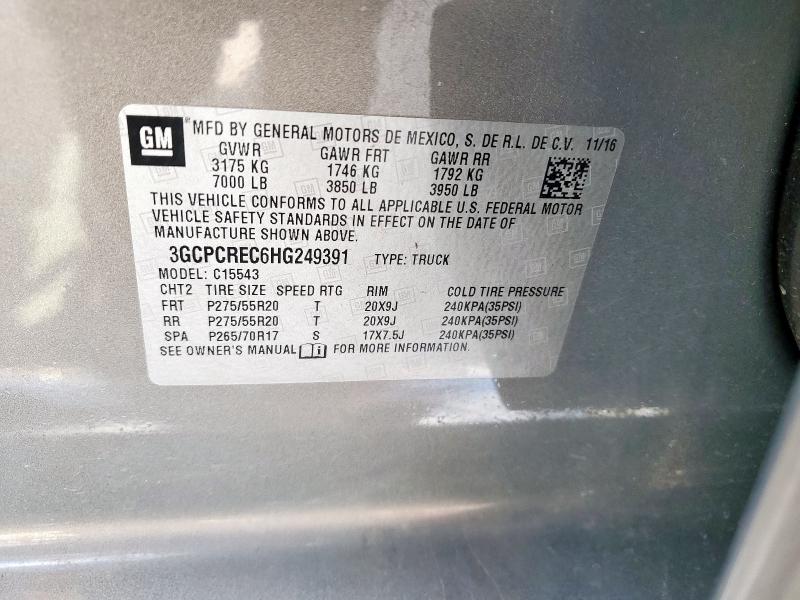 GM
® MFD BY GENERAL MOTORS DE MEXICO, S. DE R.L. DE C.V. 11/16
GVWR GAWR FRT GAWR RR
3175 KG 1746 KG 1792 KG
7000 LB 3850 LB 3950 LB
THIS VEHICLE CONFORMS TO ALL APPLICABLE U.S. FEDERAL MOTOR
VEHICLE SAFETY STANDARDS IN EFFECT ON THE DATE OF
MANUFACTURE SHOWN ABOVE.
3GCPCREC6HG249391 TYPE: TRUCK
MODEL: C15543
CHT2 TIRE SIZE SPEED RTG RIM COLD TIRE PRESSURE
FRT P275/55R20 T 20X9J 240KPA(35PSI)
RR P275/55R20 T 20X9J 240KPA(35PSI)
SPA P265/70R17 S 17X7.5J 240KPA(35PSI)
SEE OWNER'S MANUAL FOR MORE INFORMATION.